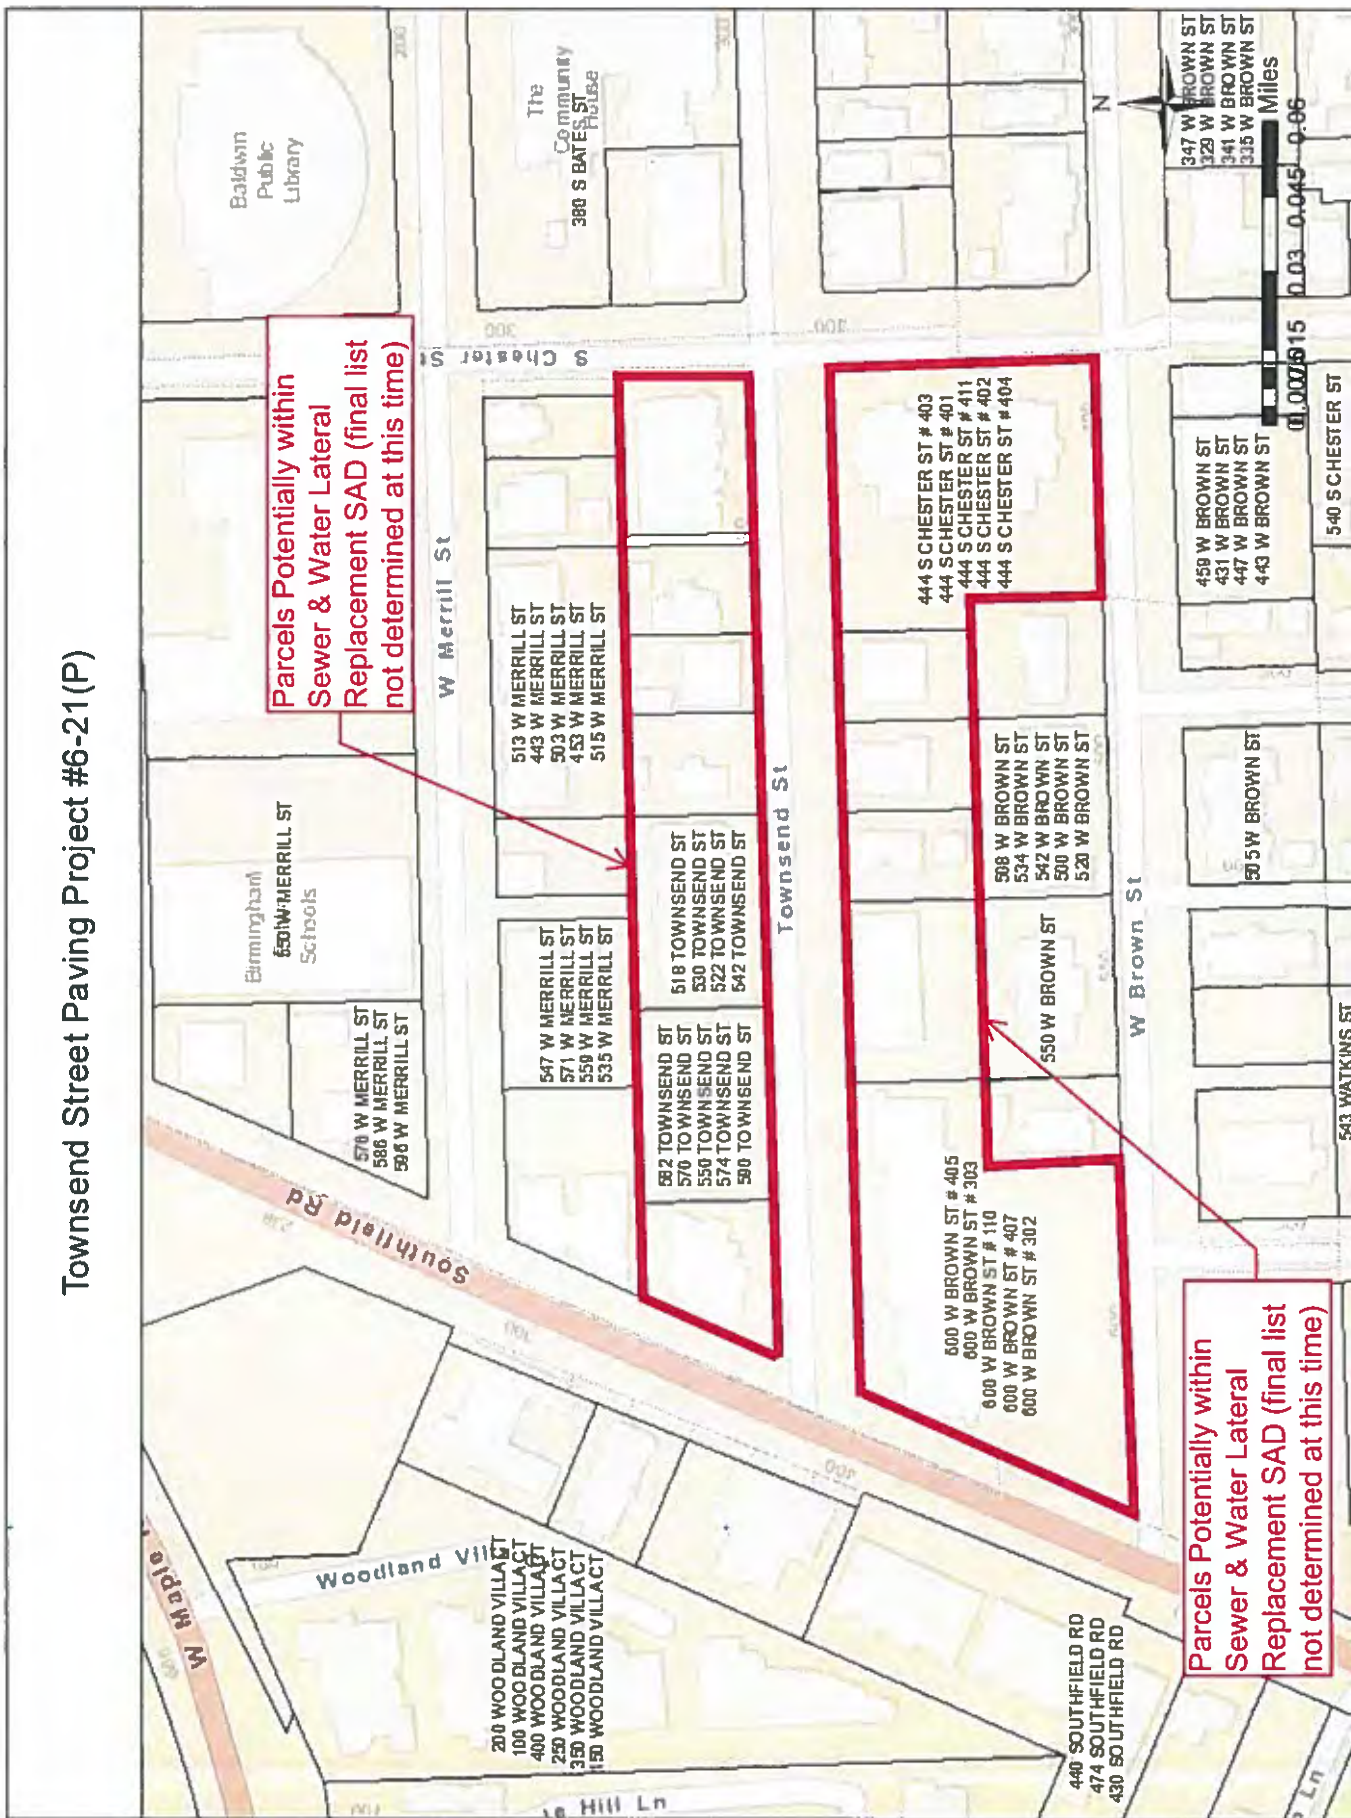 Townsend Street Paving Project #6-21(P)
Parcels Potentially within
Sewer & Water Lateral
Replacement SAD (final list
not determined at this time)
Baldwin
Public
Library
The
Community
House
380 S BATES ST
Birmingham
Schools
550 W MERRILL ST
200
300
300
300
400
S Chester St
W Merrill St
576 W MERRILL ST
586 W MERRILL ST
596 W MERRILL ST
513 W MERRILL ST
443 W MERRILL ST
503 W MERRILL ST
453 W MERRILL ST
515 W MERRILL ST
547 W MERRILL ST
571 W MERRILL ST
559 W MERRILL ST
535 W MERRILL ST
518 TOWNSEND ST
530 TOWNSEND ST
522 TOWNSEND ST
542 TOWNSEND ST
582 TOWNSEND ST
570 TOWNSEND ST
550 TOWNSEND ST
574 TOWNSEND ST
590 TOWNSEND ST
Townsend St
Southfield Rd
W Maple
Woodland Vill
200 WOODLAND VILLA CT
100 WOODLAND VILLA CT
400 WOODLAND VILLA CT
250 WOODLAND VILLA CT
350 WOODLAND VILLA CT
150 WOODLAND VILLA CT
Hill Ln
444 S CHESTER ST # 403
444 S CHESTER ST # 401
444 S CHESTER ST # 411
444 S CHESTER ST # 402
444 S CHESTER ST # 404
508 W BROWN ST
534 W BROWN ST
542 W BROWN ST
500 W BROWN ST
520 W BROWN ST
550 W BROWN ST
600 W BROWN ST # 405
600 W BROWN ST # 303
600 W BROWN ST # 110
600 W BROWN ST # 407
600 W BROWN ST # 302
W Brown St
N
347 W BROWN ST
329 W BROWN ST
341 W BROWN ST
335 W BROWN ST
Miles
0.015 0.03 0.045 0.06
459 W BROWN ST
431 W BROWN ST
447 W BROWN ST
443 W BROWN ST
540 S CHESTER ST
505 W BROWN ST
543 WATKINS ST
440 SOUTHFIELD RD
474 SOUTHFIELD RD
430 SOUTHFIELD RD
Ln
Parcels Potentially within
Sewer & Water Lateral
Replacement SAD (final list
not determined at this time)